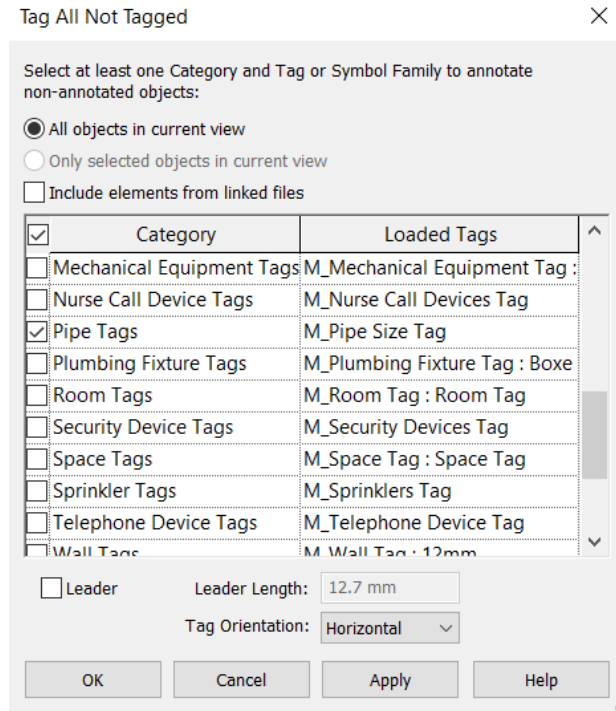 Tag All Not Tagged
Select at least one Category and Tag or Symbol Family to annotate
non-annotated objects:
All objects in current view
Only selected objects in current view
Include elements from linked files
Category Loaded Tags
Mechanical Equipment Tags M_Mechanical Equipment Tag :
Nurse Call Device Tags M_Nurse Call Devices Tag
Pipe Tags M_Pipe Size Tag
Plumbing Fixture Tags M_Plumbing Fixture Tag : Boxe
Room Tags M_Room Tag : Room Tag
Security Device Tags M_Security Devices Tag
Space Tags M_Space Tag : Space Tag
Sprinkler Tags M_Sprinklers Tag
Telephone Device Tags M_Telephone Device Tag
Wall Tags M_Wall Tag : 12mm
Leader Leader Length: 12.7 mm
Tag Orientation: Horizontal
OK Cancel Apply Help